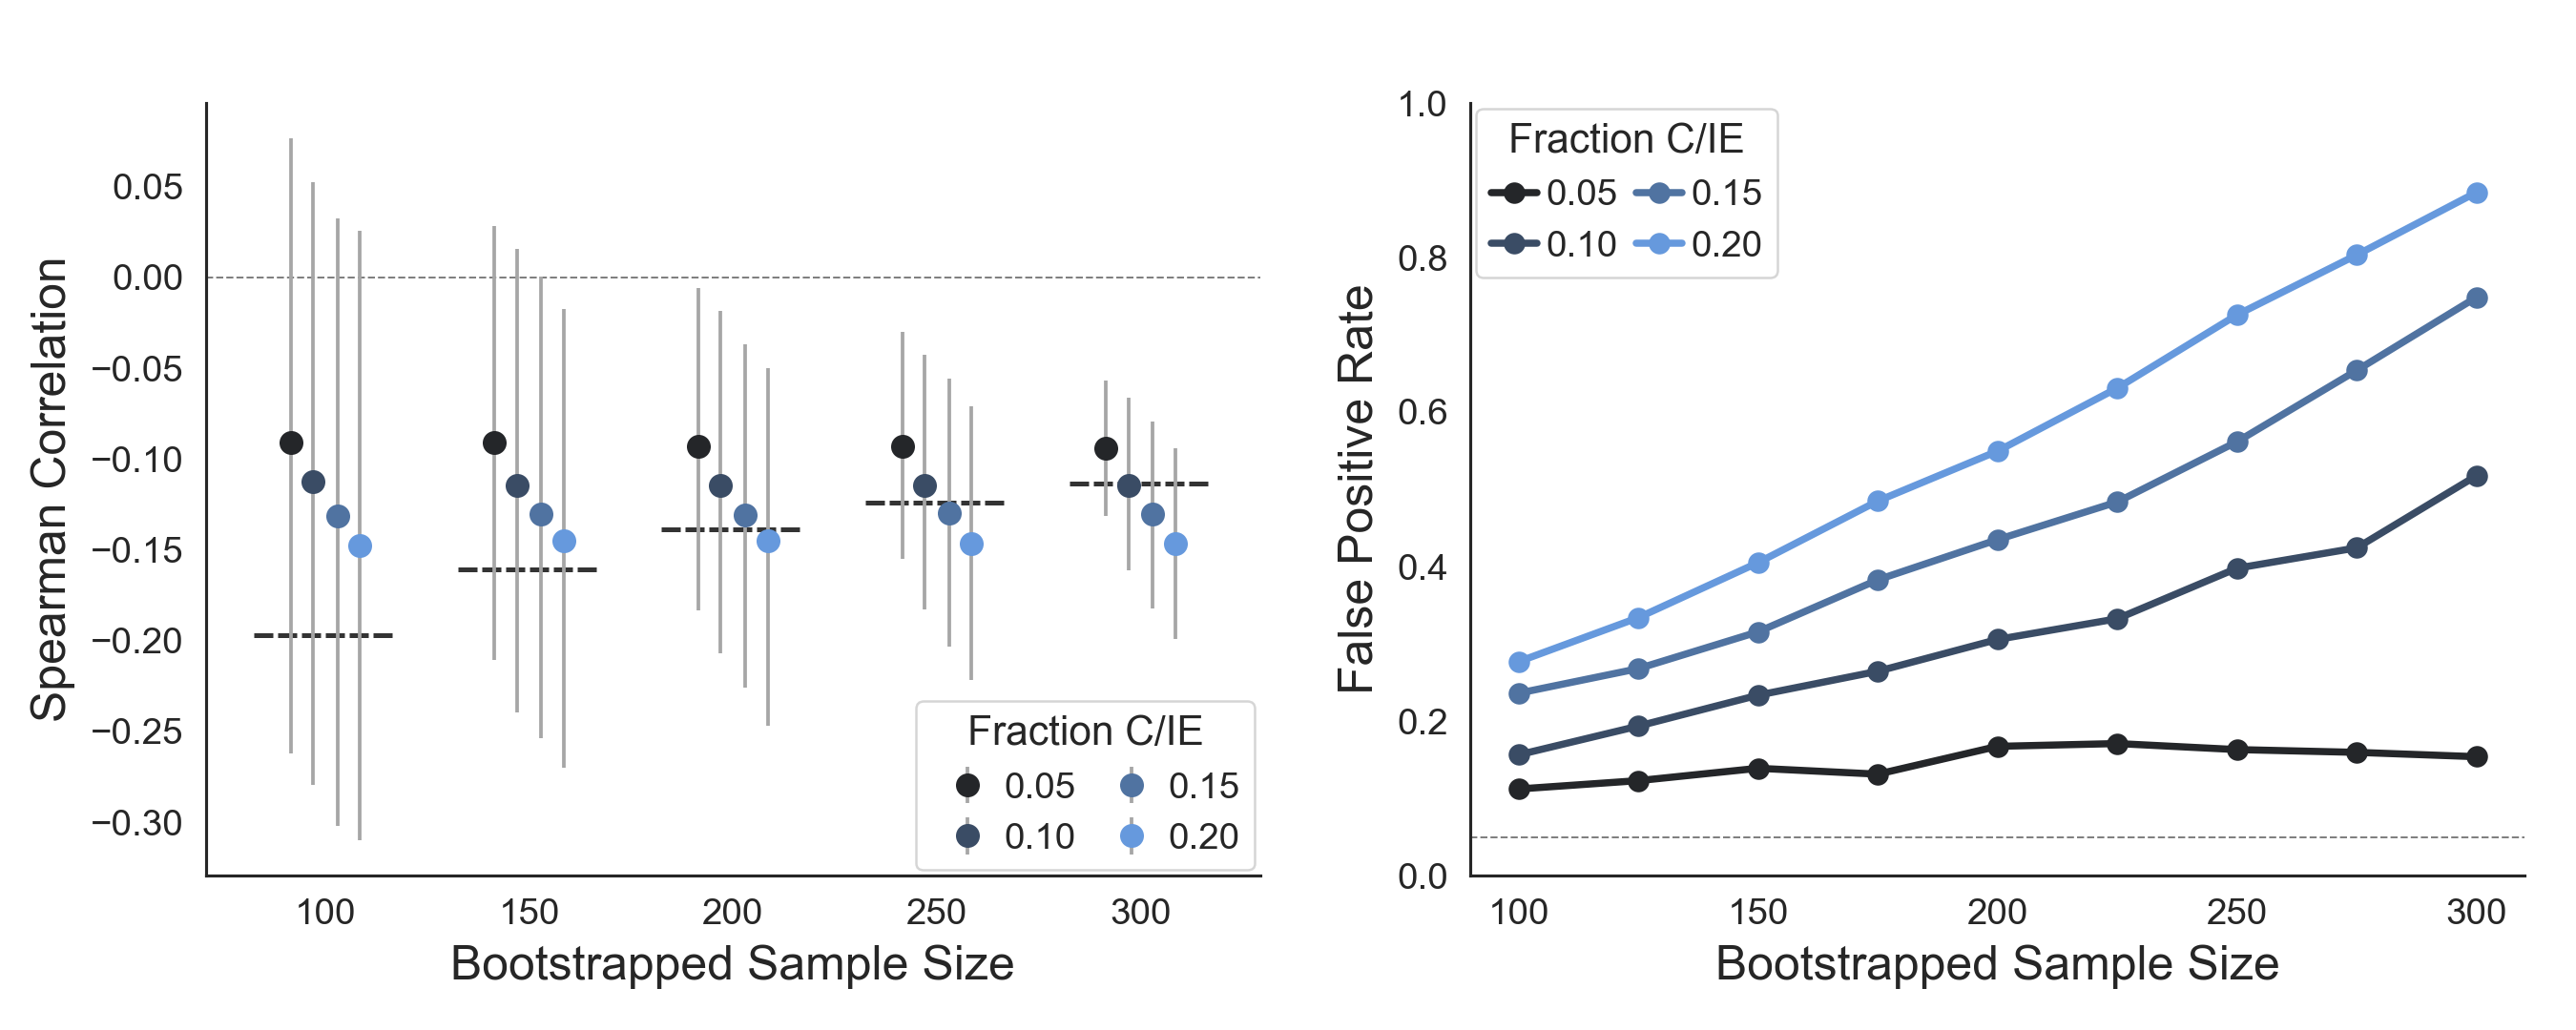 Spearman Correlation
0.05
0.00
−0.05
−0.10
−0.15
−0.20
−0.25
−0.30
Fraction C/IE
0.05 0.15
0.10 0.20
100 150 200 250 300
Bootstrapped Sample Size
False Positive Rate
1.0
0.8
0.6
0.4
0.2
0.0
Fraction C/IE
0.05 0.15
0.10 0.20
100 150 200 250 300
Bootstrapped Sample Size